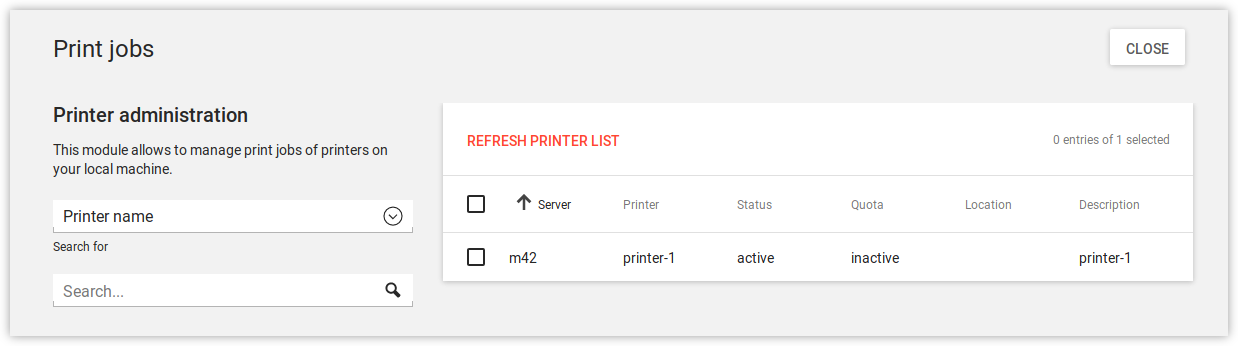 Print jobs
CLOSE
Printer administration
This module allows to manage print jobs of printers on
your local machine.
Printer name
Search for
Search...
REFRESH PRINTER LIST
0 entries of 1 selected
Server Printer Status Quota Location Description
m42 printer-1 active inactive printer-1